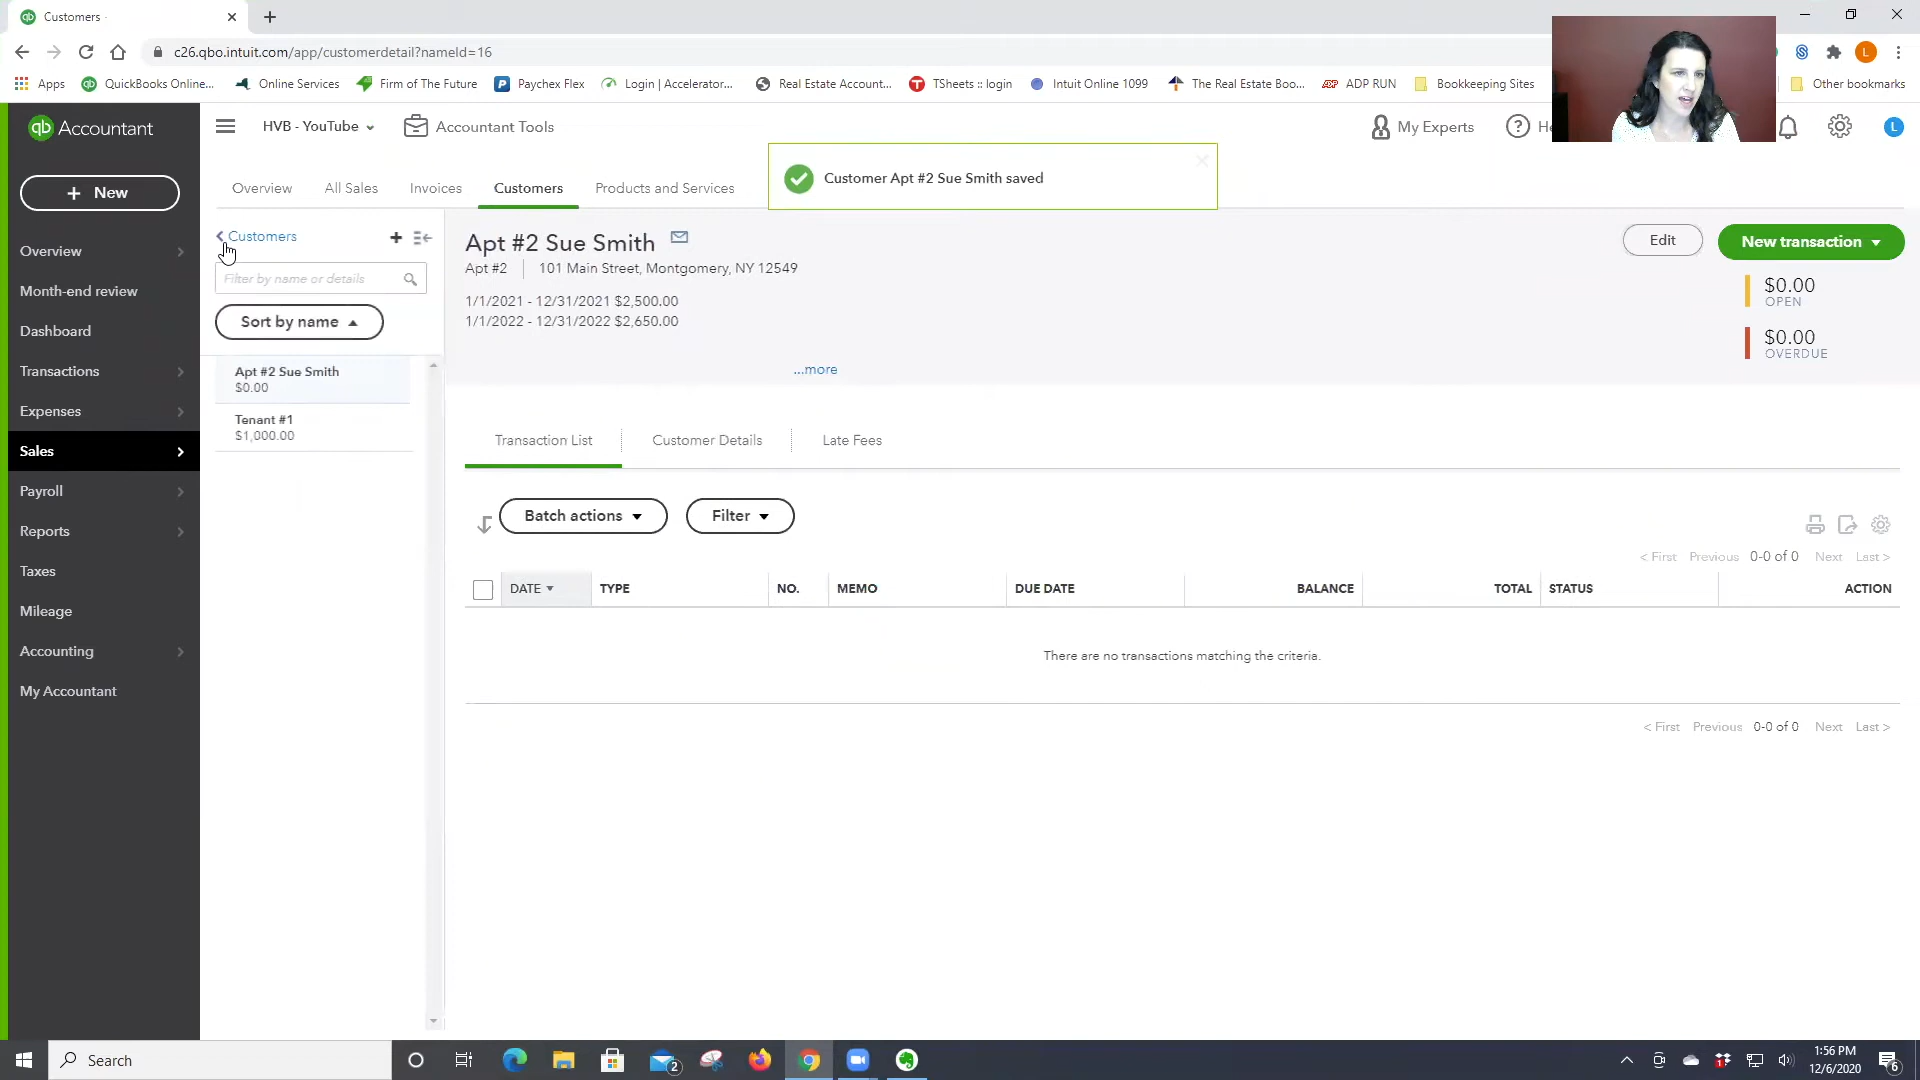 Customers
c26.qbo.intuit.com/app/customerdetail?nameId=16
L
Apps
QuickBooks Online...
Online Services
Firm of The Future
Paychex Flex
Login | Accelerator...
Real Estate Account...
TSheets :: login
Intuit Online 1099
The Real Estate Boo...
ADP RUN
Bookkeeping Sites
Other bookmarks
qb Accountant
HVB - YouTube
Accountant Tools
My Experts
? He
L
+ New
Overview
All Sales
Invoices
Customers
Products and Services
Customer Apt #2 Sue Smith saved
Overview
Month-end review
Dashboard
Transactions
Expenses
Sales
Payroll
Reports
Taxes
Mileage
Accounting
My Accountant
Customers
Filter by name or details
Sort by name
Apt #2 Sue Smith
$0.00
Tenant #1
$1,000.00
Apt #2 Sue Smith
Apt #2 | 101 Main Street, Montgomery, NY 12549
1/1/2021 - 12/31/2021 $2,500.00
1/1/2022 - 12/31/2022 $2,650.00
...more
Edit
New transaction
$0.00
OPEN
$0.00
OVERDUE
Transaction List
Customer Details
Late Fees
Batch actions
Filter
< First Previous 0-0 of 0 Next Last >
DATE TYPE NO. MEMO DUE DATE BALANCE TOTAL STATUS ACTION
There are no transactions matching the criteria.
< First Previous 0-0 of 0 Next Last >
Search
2
1
1:56 PM
12/6/2020
6